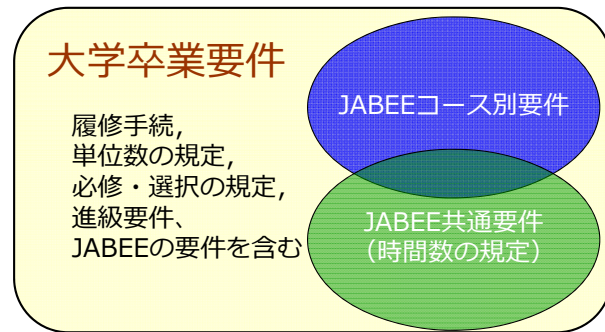 大学卒業要件
履修手続,
単位数の規定,
必修・選択の規定,
進級要件、
JABEEの要件を含む
JABEEコース別要件
JABEE共通要件
(時間数の規定)